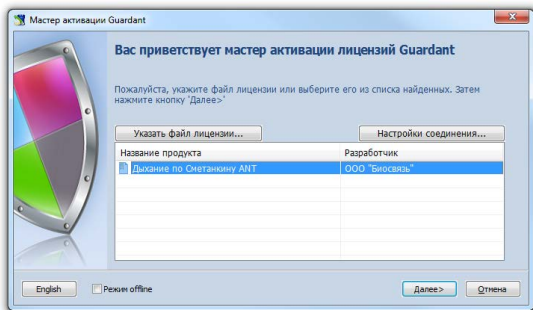 Мастер активации Guardant
Вас приветствует мастер активации лицензий Guardant
Пожалуйста, укажите файл лицензии или выберите его из списка найденных. Затем
нажмите кнопку 'Далее>'
Указать файл лицензии...
Настройки соединения...
Название продукта
Разработчик
Дыхание по Сметанкину ANT
ООО "Биосвязь"
English
Режим offline
Далее>
Отмена